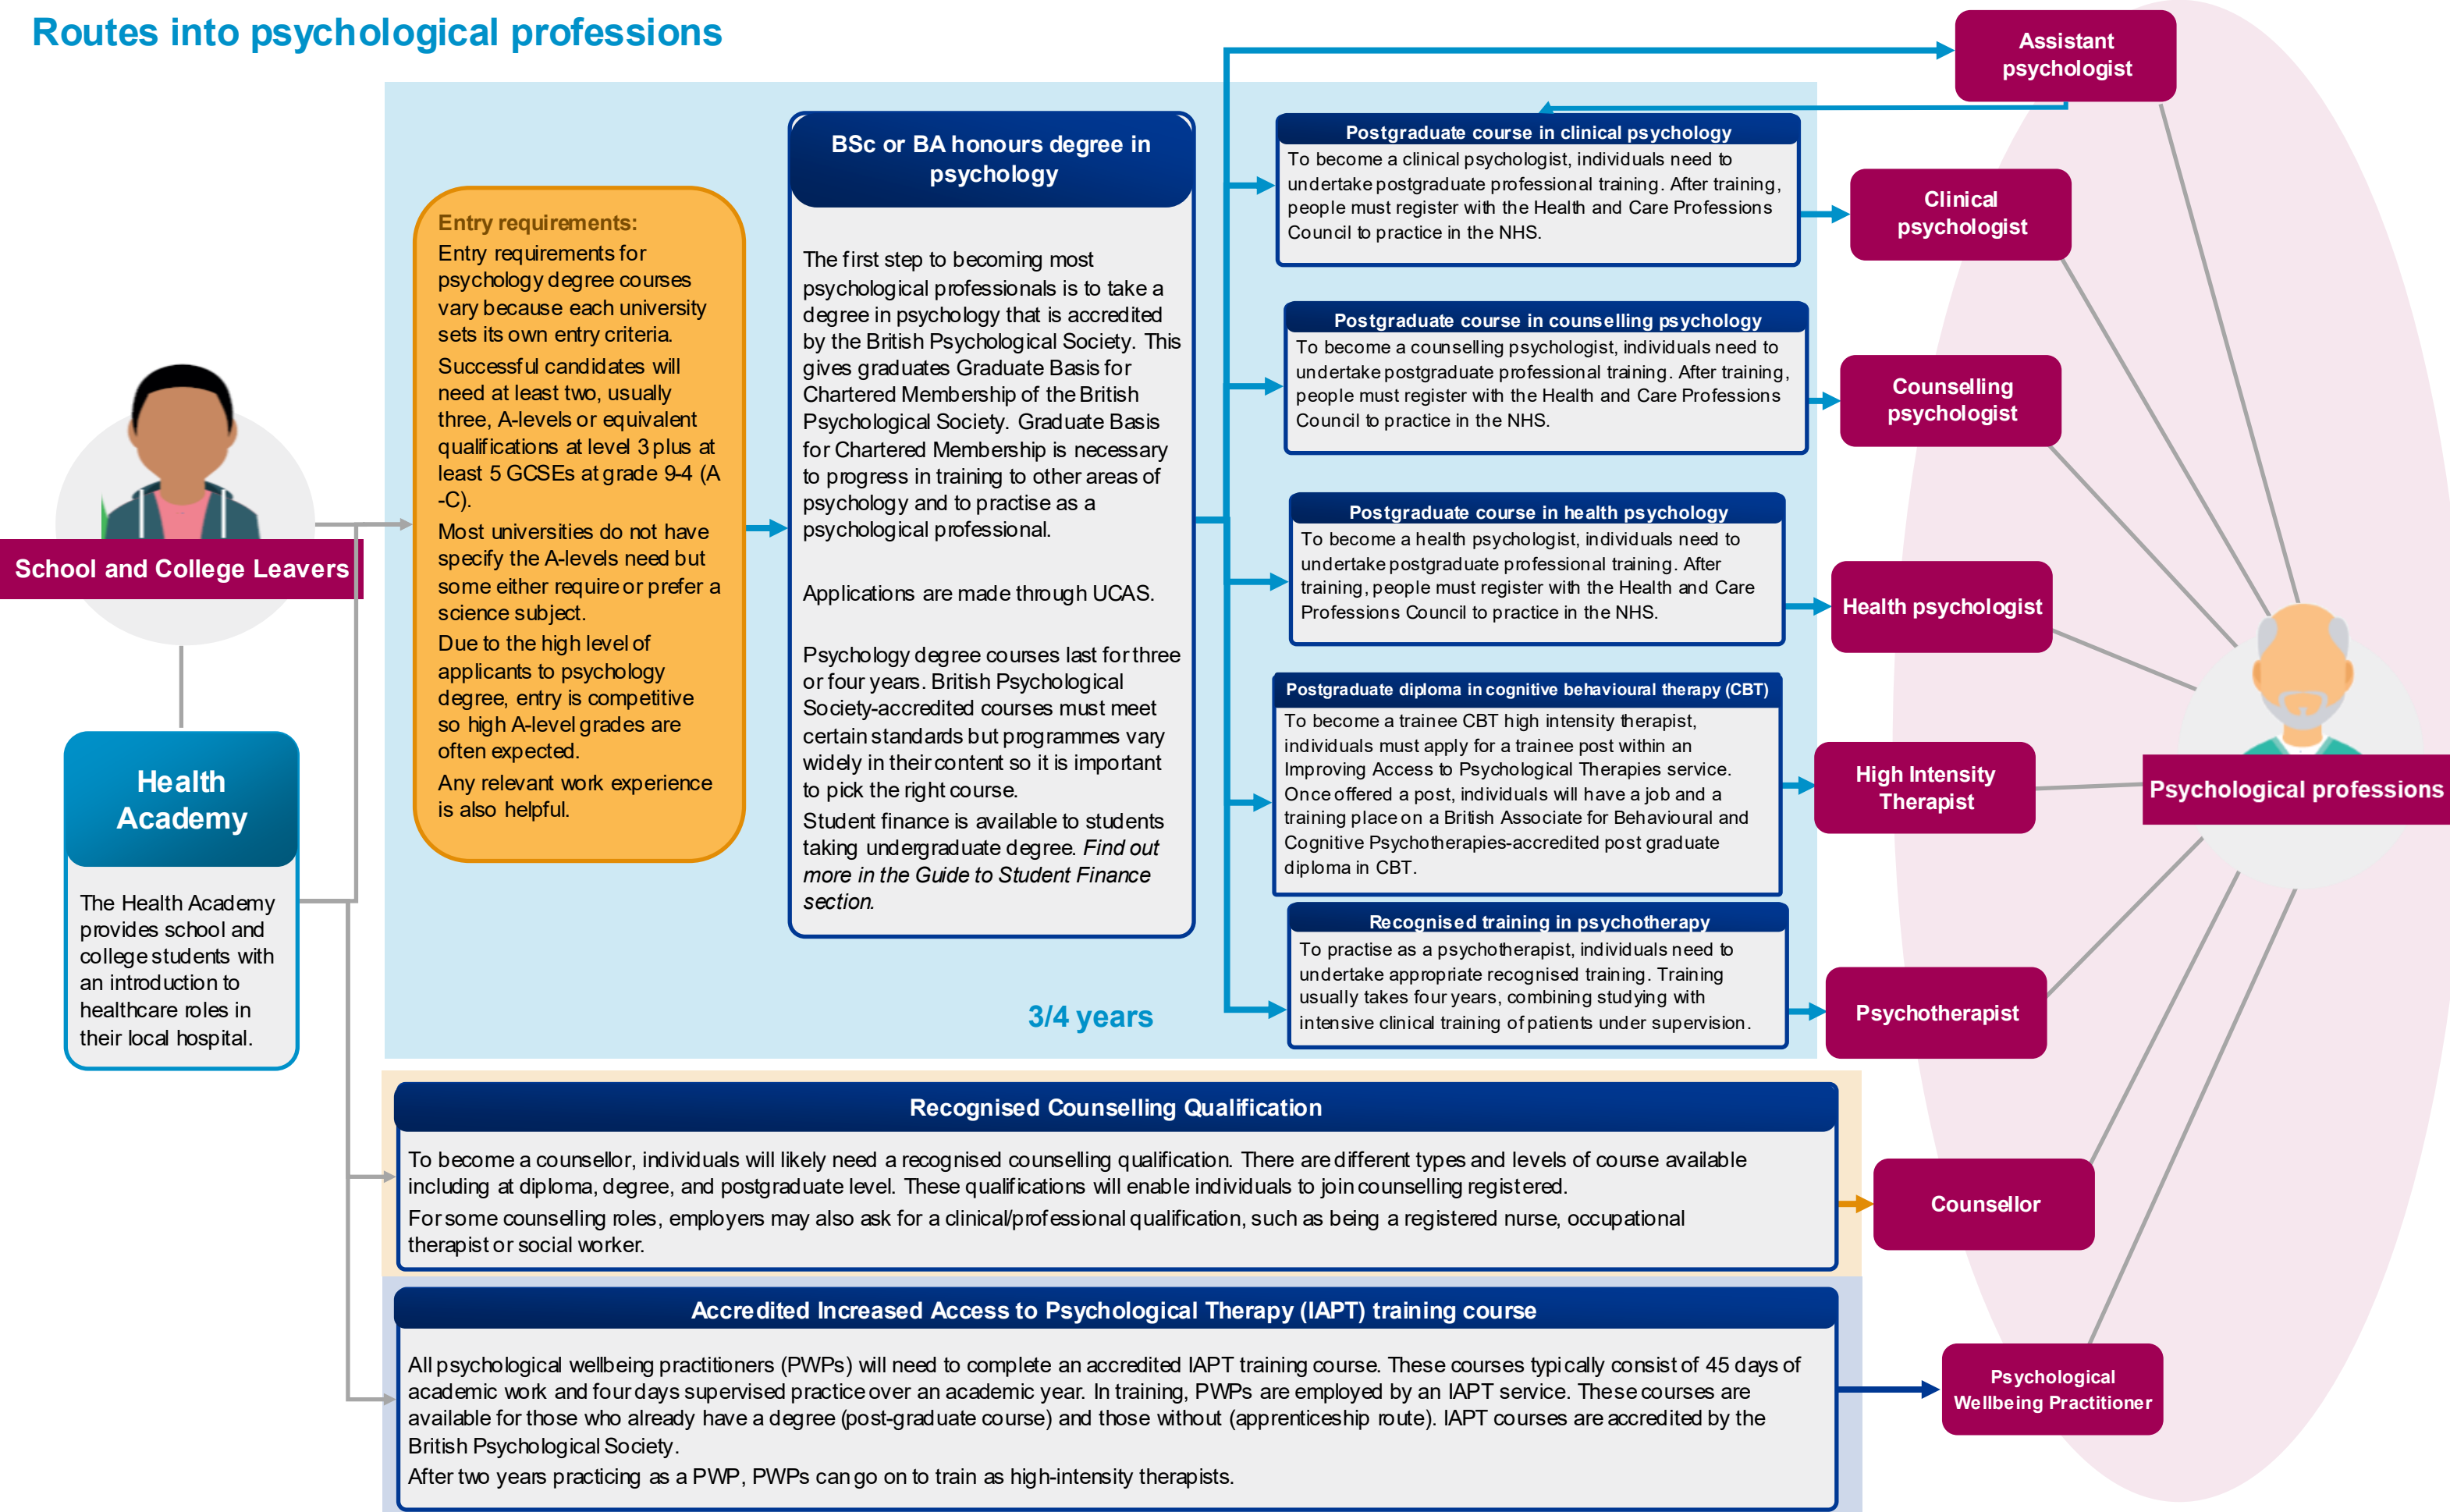 Routes into psychological professions
School and College Leavers
Health
Academy
The Health Academy
provides school and
college students with
an introduction to
healthcare roles in
their local hospital.
Entry requirements:
Entry requirements for
psychology degree courses
vary because each university
sets its own entry criteria.
Successful candidates will
need at least two, usually
three, A-levels or equivalent
qualifications at level 3 plus at
least 5 GCSEs at grade 9-4 (A
-C).
Most universities do not have
specify the A-levels need but
some either require or prefer a
science subject.
Due to the high level of
applicants to psychology
degree, entry is competitive
so high A-level grades are
often expected.
Any relevant work experience
is also helpful.
BSc or BA honours degree in
psychology
The first step to becoming most
psychological professionals is to take a
degree in psychology that is accredited
by the British Psychological Society. This
gives graduates Graduate Basis for
Chartered Membership of the British
Psychological Society. Graduate Basis
for Chartered Membership is necessary
to progress in training to other areas of
psychology and to practise as a
psychological professional.
Applications are made through UCAS.
Psychology degree courses last for three
or four years. British Psychological
Society-accredited courses must meet
certain standards but programmes vary
widely in their content so it is important
to pick the right course.
Student finance is available to students
taking undergraduate degree. Find out
more in the Guide to Student Finance
section.
3/4 years
Postgraduate course in clinical psychology
To become a clinical psychologist, individuals need to
undertake postgraduate professional training. After training,
people must register with the Health and Care Professions
Council to practice in the NHS.
Postgraduate course in counselling psychology
To become a counselling psychologist, individuals need to
undertake postgraduate professional training. After training,
people must register with the Health and Care Professions
Council to practice in the NHS.
Postgraduate course in health psychology
To become a health psychologist, individuals need to
undertake postgraduate professional training. After
training, people must register with the Health and Care
Professions Council to practice in the NHS.
Postgraduate diploma in cognitive behavioural therapy (CBT)
To become a trainee CBT high intensity therapist,
individuals must apply for a trainee post within an
Improving Access to Psychological Therapies service.
Once offered a post, individuals will have a job and a
training place on a British Associate for Behavioural and
Cognitive Psychotherapies-accredited post graduate
diploma in CBT.
Recognised training in psychotherapy
To practise as a psychotherapist, individuals need to
undertake appropriate recognised training. Training
usually takes four years, combining studying with
intensive clinical training of patients under supervision.
Assistant
psychologist
Clinical
psychologist
Counselling
psychologist
Health psychologist
High Intensity
Therapist
Psychotherapist
Psychological professions
Recognised Counselling Qualification
To become a counsellor, individuals will likely need a recognised counselling qualification. There are different types and levels of course available
including at diploma, degree, and postgraduate level. These qualifications will enable individuals to join counselling registered.
For some counselling roles, employers may also ask for a clinical/professional qualification, such as being a registered nurse, occupational
therapist or social worker.
Counsellor
Accredited Increased Access to Psychological Therapy (IAPT) training course
All psychological wellbeing practitioners (PWPs) will need to complete an accredited IAPT training course. These courses typically consist of 45 days of
academic work and four days supervised practice over an academic year. In training, PWPs are employed by an IAPT service. These courses are
available for those who already have a degree (post-graduate course) and those without (apprenticeship route). IAPT courses are accredited by the
British Psychological Society.
After two years practicing as a PWP, PWPs can go on to train as high-intensity therapists.
Psychological
Wellbeing Practitioner